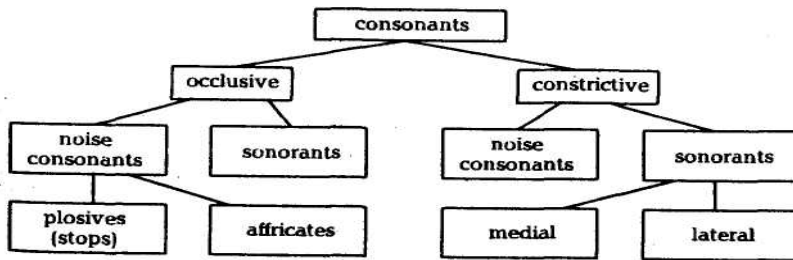 consonants
occlusive
constrictive
noise
consonants
sonorants
noise
consonants
sonorants
plosives
(stops)
affricates
medial
lateral